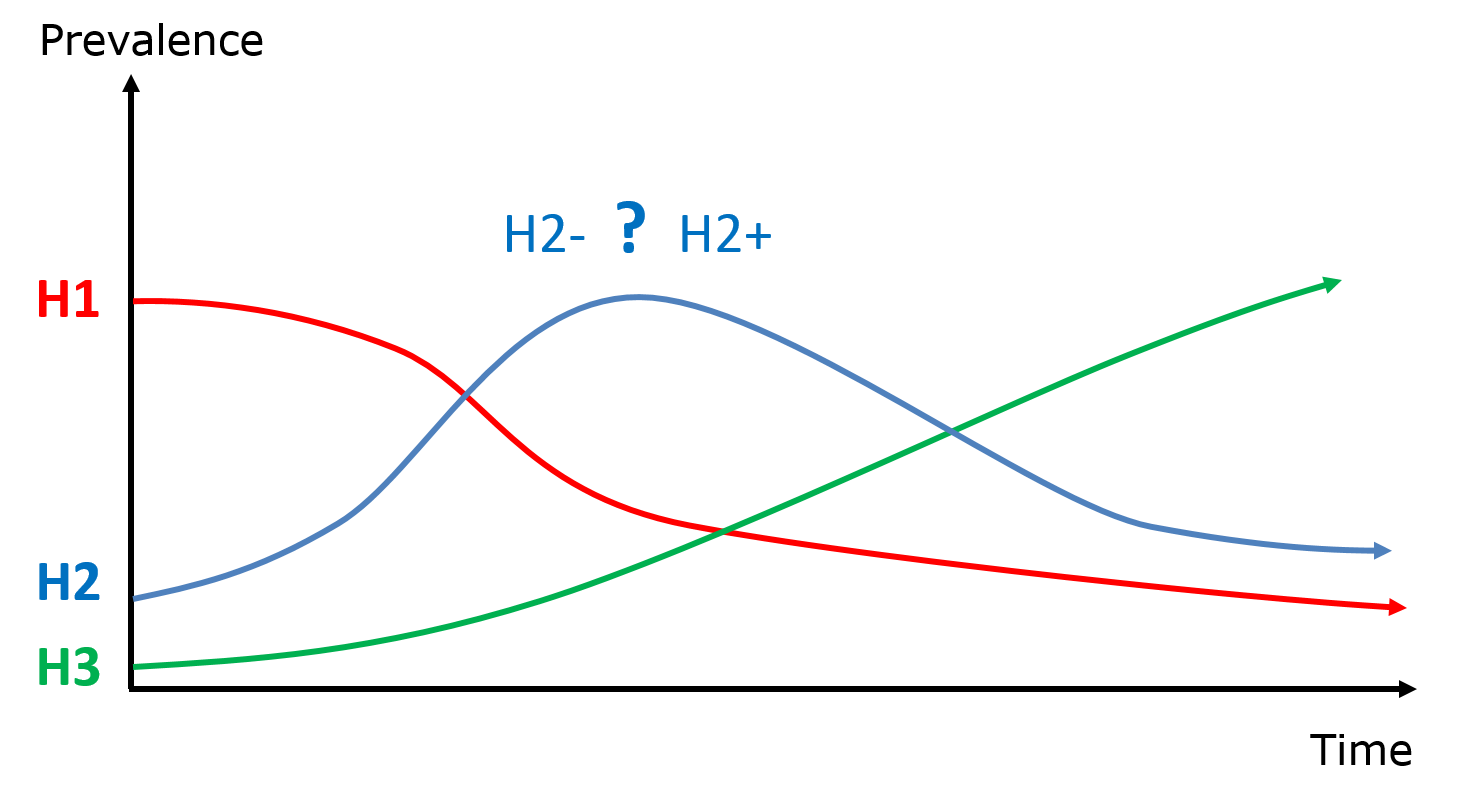 Prevalence
H2- ? H2+
H1
H2
H3
Time